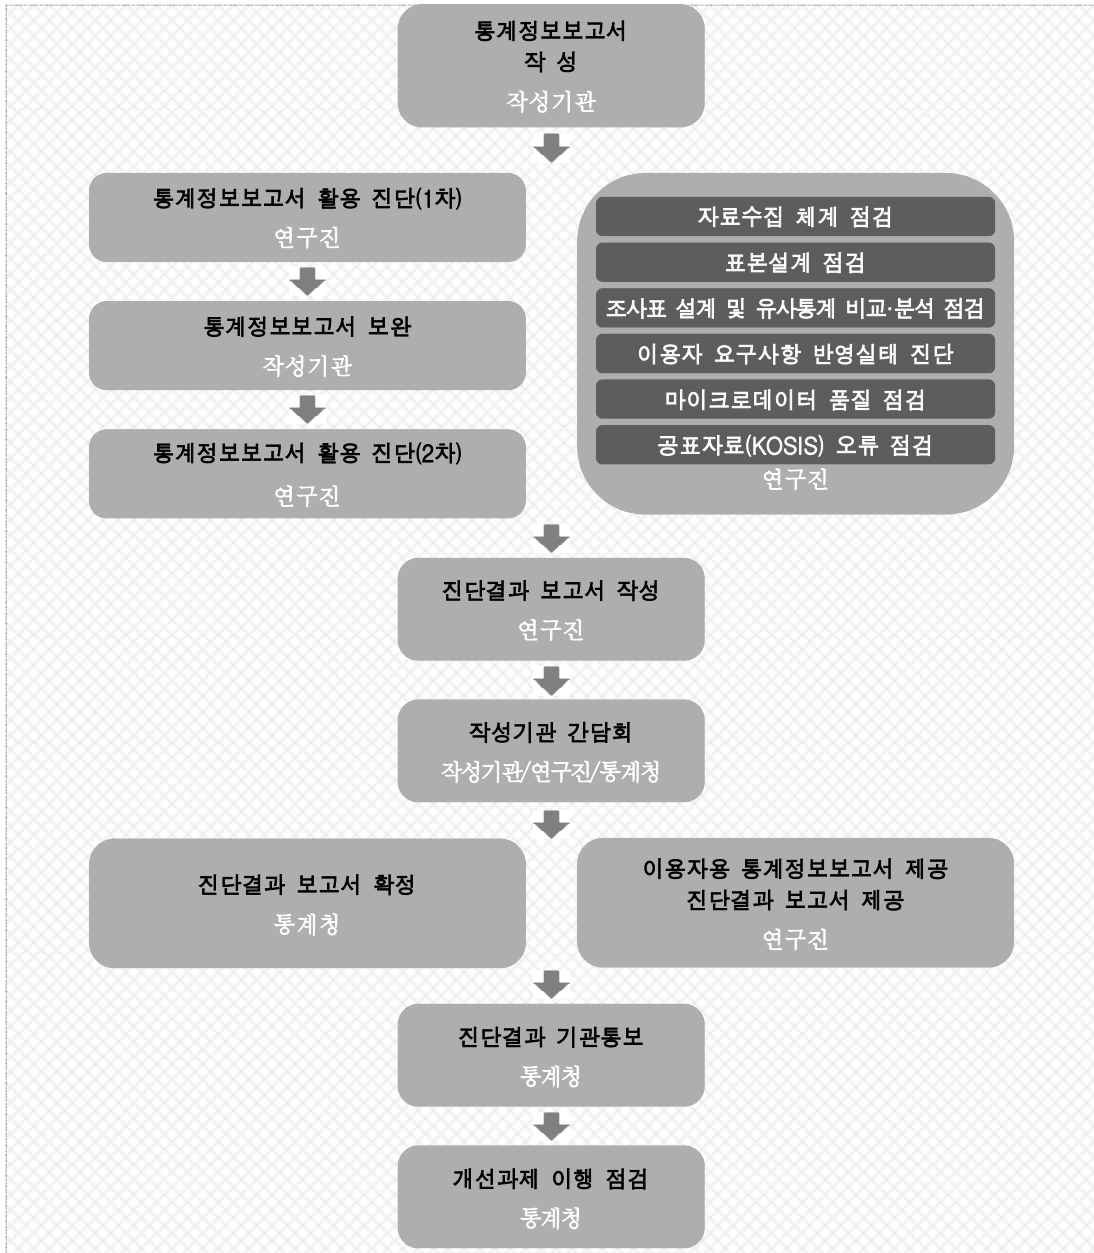 통계정보보고서
작 성
작성기관
통계정보보고서 활용 진단(1차)
연구진
통계정보보고서 보완
작성기관
통계정보보고서 활용 진단(2차)
연구진
자료수집 체계 점검
표본설계 점검
조사표 설계 및 유사통계 비교·분석 점검
이용자 요구사항 반영실태 진단
마이크로데이터 품질 점검
공표자료(KOSIS) 오류 점검
연구진
진단결과 보고서 작성
연구진
작성기관 간담회
작성기관/연구진/통계청
진단결과 보고서 확정
통계청
이용자용 통계정보보고서 제공
진단결과 보고서 제공
연구진
진단결과 기관통보
통계청
개선과제 이행 점검
통계청